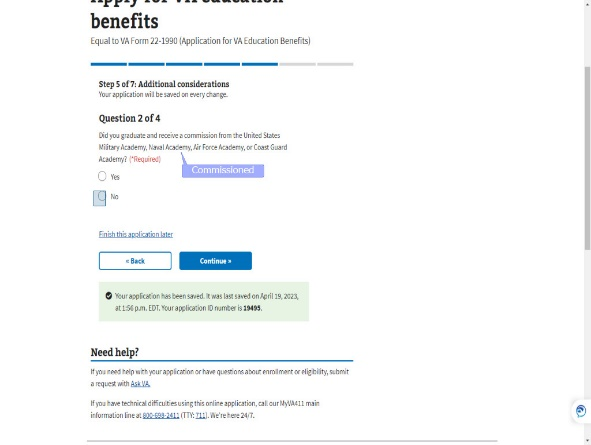 Apply for VA education
benefits
Equal to VA Form 22-1990 (Application for VA Education Benefits)
Step 5 of 7: Additional considerations
Your application will be saved on every change.
Question 2 of 4
Did you graduate and receive a commission from the United States
Military Academy, Naval Academy, Air Force Academy, or Coast Guard
Academy? (*Required)
Commissioned
Yes
No
Finish this application later
« Back
Continue »
Your application has been saved. It was last saved on April 19, 2023,
at 1:56 p.m. EDT. Your application ID number is 19495.
Need help?
If you need help with your application or have questions about enrollment or eligibility, submit
a request with Ask VA.
If you have technical difficulties using this online application, call our MyVA411 main
information line at 800-698-2411 (TTY: 711). We're here 24/7.